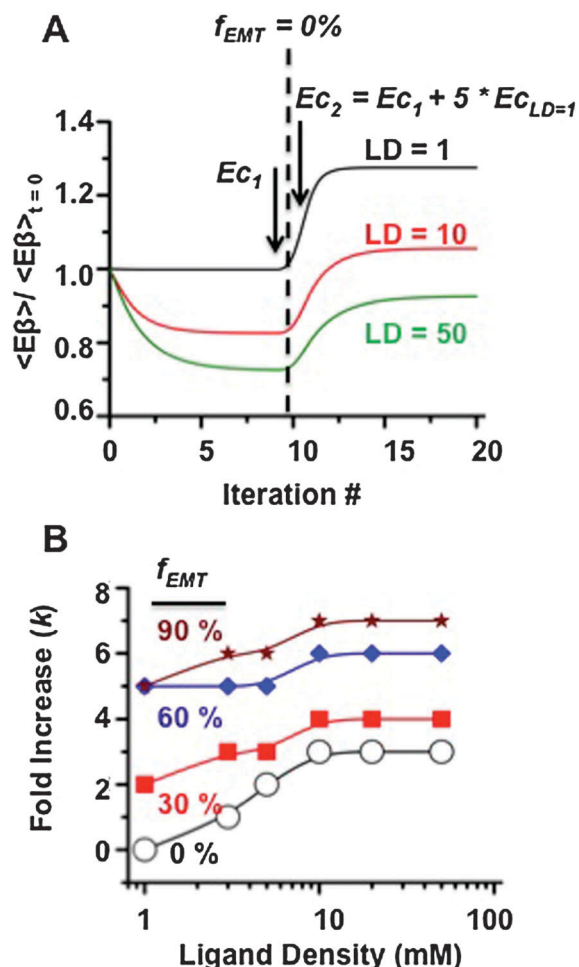 A
f_EMT = 0%
Ec₂ = Ec₁ + 5 * Ec_LD=1
Ec₁
LD = 1
LD = 10
LD = 50
<Eβ>/ <Eβ>_t = 0
1.4
1.2
1.0
0.8
0.6
0
5
10
15
20
Iteration #
B
f_EMT
90 %
60 %
30 %
0 %
Fold Increase (k)
8
6
4
2
0
1
10
100
Ligand Density (mM)